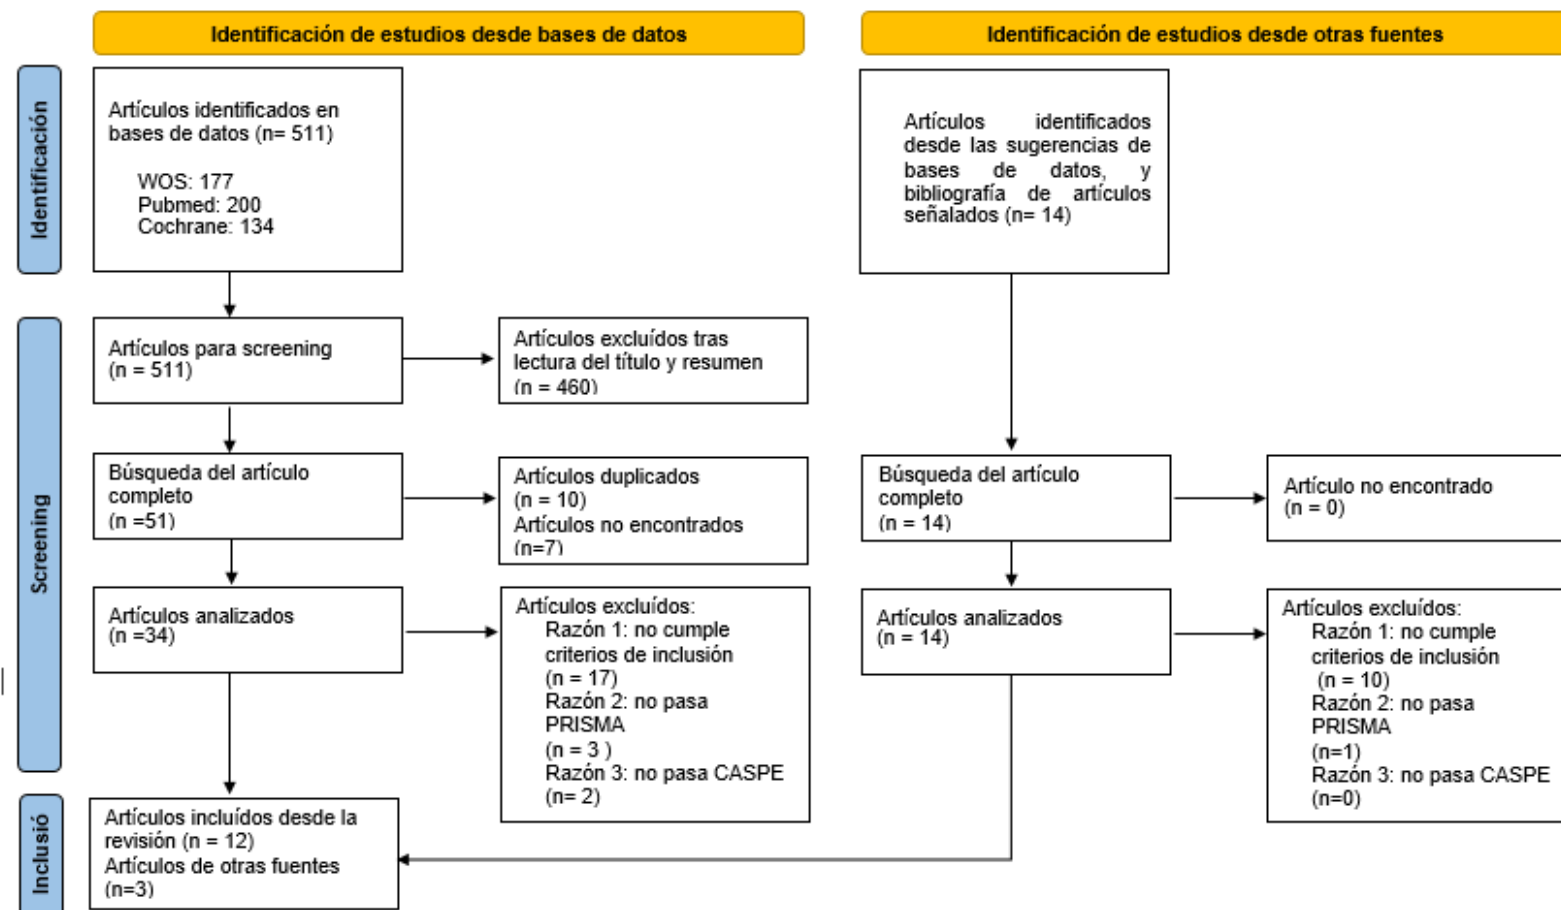 Identificación de estudios desde bases de datos
Identificación de estudios desde otras fuentes
Identificación
Artículos identificados en
bases de datos (n= 511)
WOS: 177
Pubmed: 200
Cochrane: 134
Artículos identificados
desde las sugerencias de
bases de datos, y
bibliografía de artículos
señalados (n= 14)
Screening
Artículos para screening
(n = 511)
Artículos excluídos tras
lectura del título y resumen
(n = 460)
Búsqueda del artículo
completo
(n =51)
Artículos duplicados
(n = 10)
Artículos no encontrados
(n=7)
Búsqueda del artículo
completo
(n = 14)
Artículo no encontrado
(n = 0)
Artículos analizados
(n =34)
Artículos excluídos:
Razón 1: no cumple
criterios de inclusión
(n = 17)
Razón 2: no pasa
PRISMA
(n = 3 )
Razón 3: no pasa CASPE
(n= 2)
Artículos analizados
(n = 14)
Artículos excluídos:
Razón 1: no cumple
criterios de inclusión
(n = 10)
Razón 2: no pasa
PRISMA
(n=1)
Razón 3: no pasa CASPE
(n=0)
Inclusió
Artículos incluídos desde la
revisión (n = 12)
Artículos de otras fuentes
(n=3)